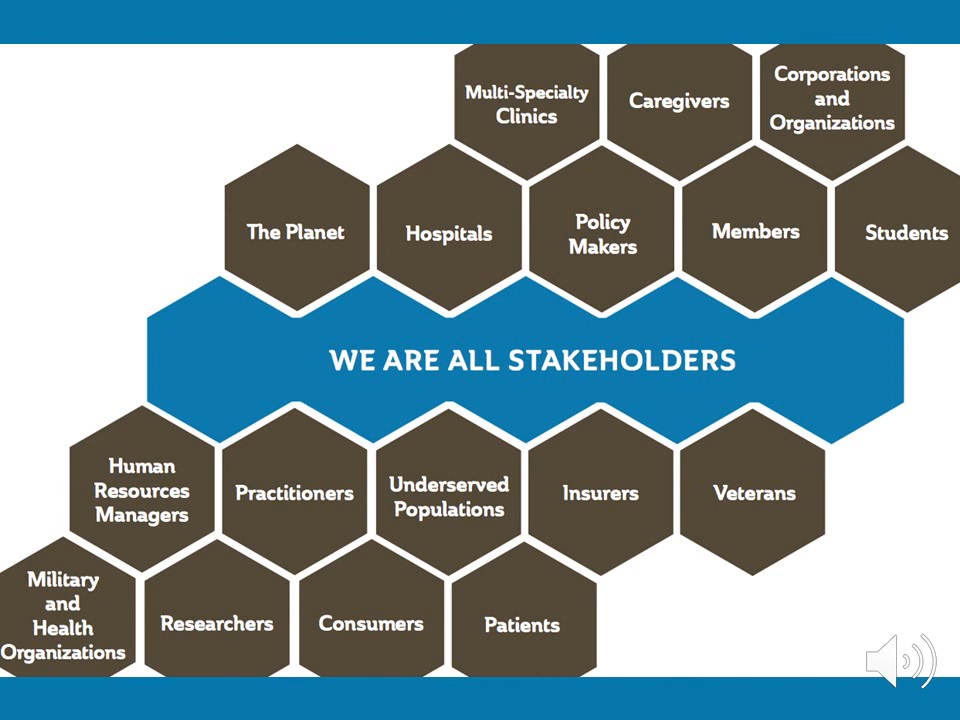 Multi-Specialty
Clinics
Caregivers
Corporations
and
Organizations
The Planet
Hospitals
Policy
Makers
Members
Students
WE ARE ALL STAKEHOLDERS
Human
Resources
Managers
Practitioners
Underserved
Populations
Insurers
Veterans
Military
and
Health
Organizations
Researchers
Consumers
Patients